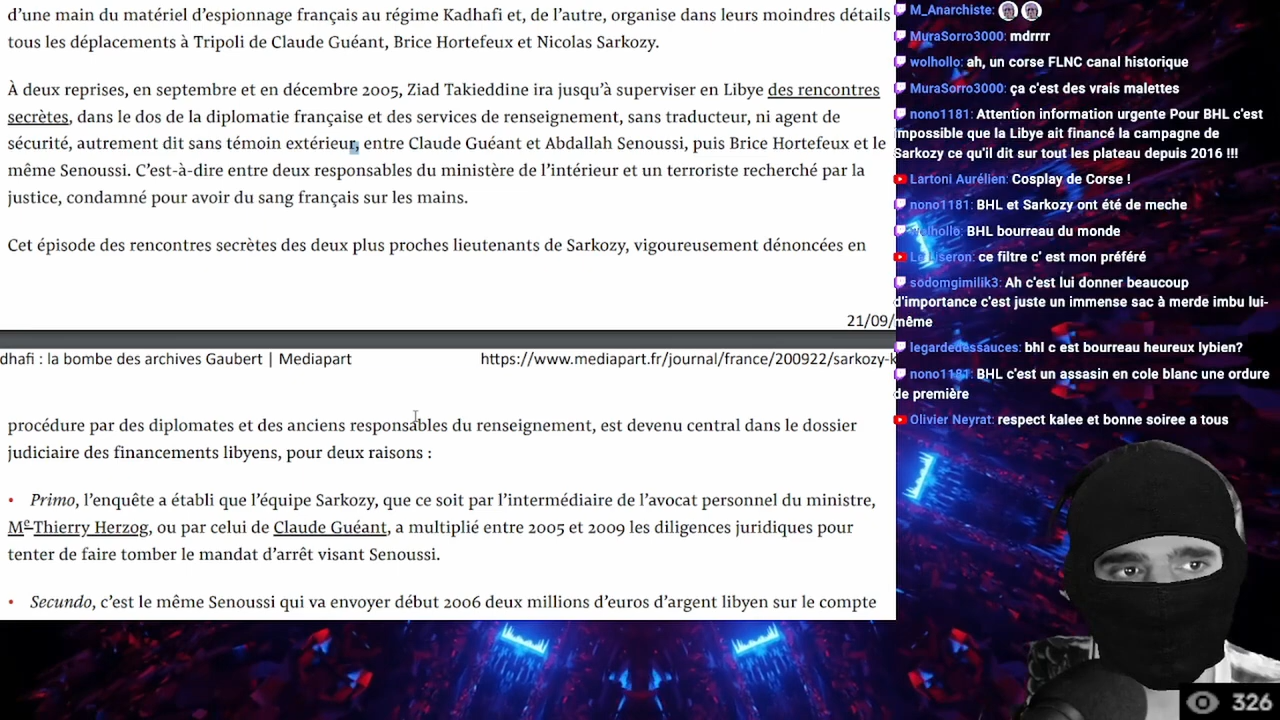 d’une main du matériel d’espionnage français au régime Kadhafi et, de l’autre, organise dans leurs moindres détails
tous les déplacements à Tripoli de Claude Guéant, Brice Hortefeux et Nicolas Sarkozy.
À deux reprises, en septembre et en décembre 2005, Ziad Takieddine ira jusqu’à superviser en Libye des rencontres
secrètes, dans le dos de la diplomatie française et des services de renseignement, sans traducteur, ni agent de
sécurité, autrement dit sans témoin extérieur, entre Claude Guéant et Abdallah Senoussi, puis Brice Hortefeux et le
même Senoussi. C’est-à-dire entre deux responsables du ministère de l’intérieur et un terroriste recherché par la
justice, condamné pour avoir du sang français sur les mains.
Cet épisode des rencontres secrètes des deux plus proches lieutenants de Sarkozy, vigoureusement dénoncées en
21/09/
dhafi : la bombe des archives Gaubert | Mediapart
https://www.mediapart.fr/journal/france/200922/sarkozy-k
procédure par des diplomates et des anciens responsables du renseignement, est devenu central dans le dossier
judiciaire des financements libyens, pour deux raisons :
• Primo, l’enquête a établi que l’équipe Sarkozy, que ce soit par l’intermédiaire de l’avocat personnel du ministre,
Me Thierry Herzog, ou par celui de Claude Guéant, a multiplié entre 2005 et 2009 les diligences juridiques pour
tenter de faire tomber le mandat d’arrêt visant Senoussi.
• Secundo, c’est le même Senoussi qui va envoyer début 2006 deux millions d’euros d’argent libyen sur le compte
M_Anarchiste:
MuraSorro3000: mdrrrr
wolhollo: ah, un corse FLNC canal historique
MuraSorro3000: ça c'est des vrais malettes
nono1181: Attention information urgente Pour BHL c'est
impossible que la Libye ait financé la campagne de
Sarkozy ce qu'il dit sur tout les plateau depuis 2016 !!!
Lartoni Aurélien: Cosplay de Corse !
nono1181: BHL et Sarkozy ont été de meche
wolhollo: BHL bourreau du monde
Le Liseron: ce filtre c' est mon préféré
sodomgimilik3: Ah c'est lui donner beaucoup
d'importance c'est juste un immense sac à merde imbu lui-
même
legardedessauces: bhl c est bourreau heureux lybien?
nono1181: BHL c'est un assasin en cole blanc une ordure
de première
Olivier Neyrat: respect kalee et bonne soiree a tous
326